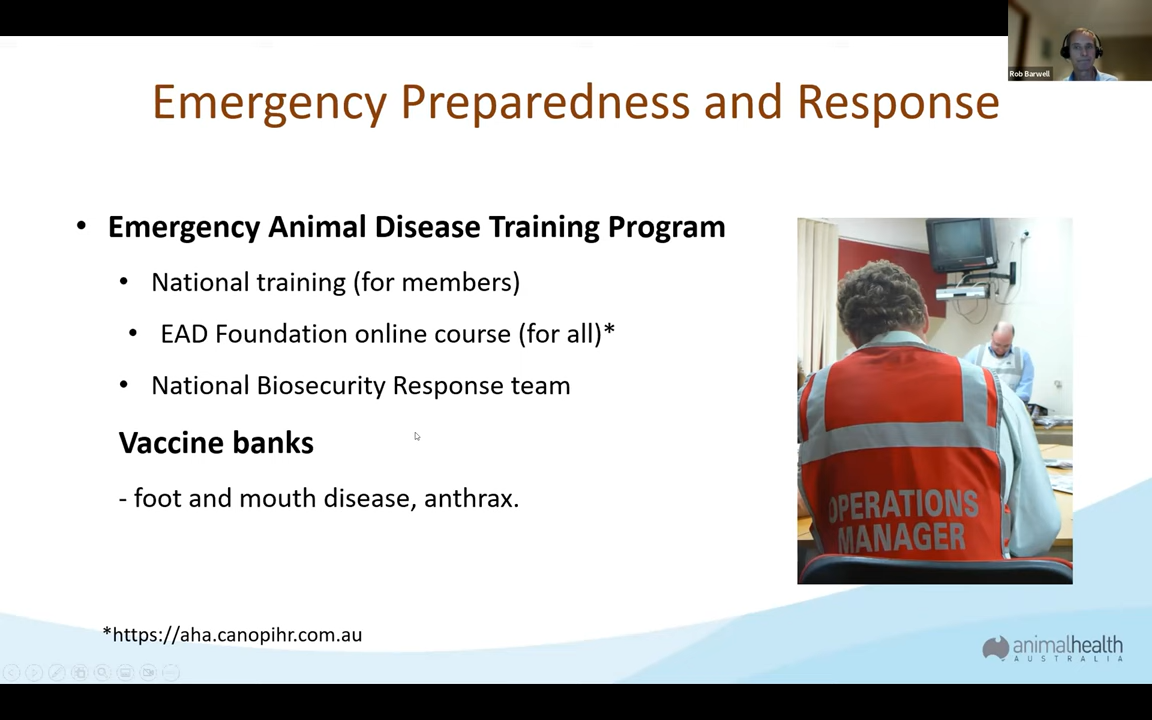 Rob Barwell
Emergency Preparedness and Response
• Emergency Animal Disease Training Program
• National training (for members)
• EAD Foundation online course (for all)*
• National Biosecurity Response team
Vaccine banks
- foot and mouth disease, anthrax.
OPERATIONS
MANAGER
*https://aha.canopihr.com.au
animalhealth
AUSTRALIA